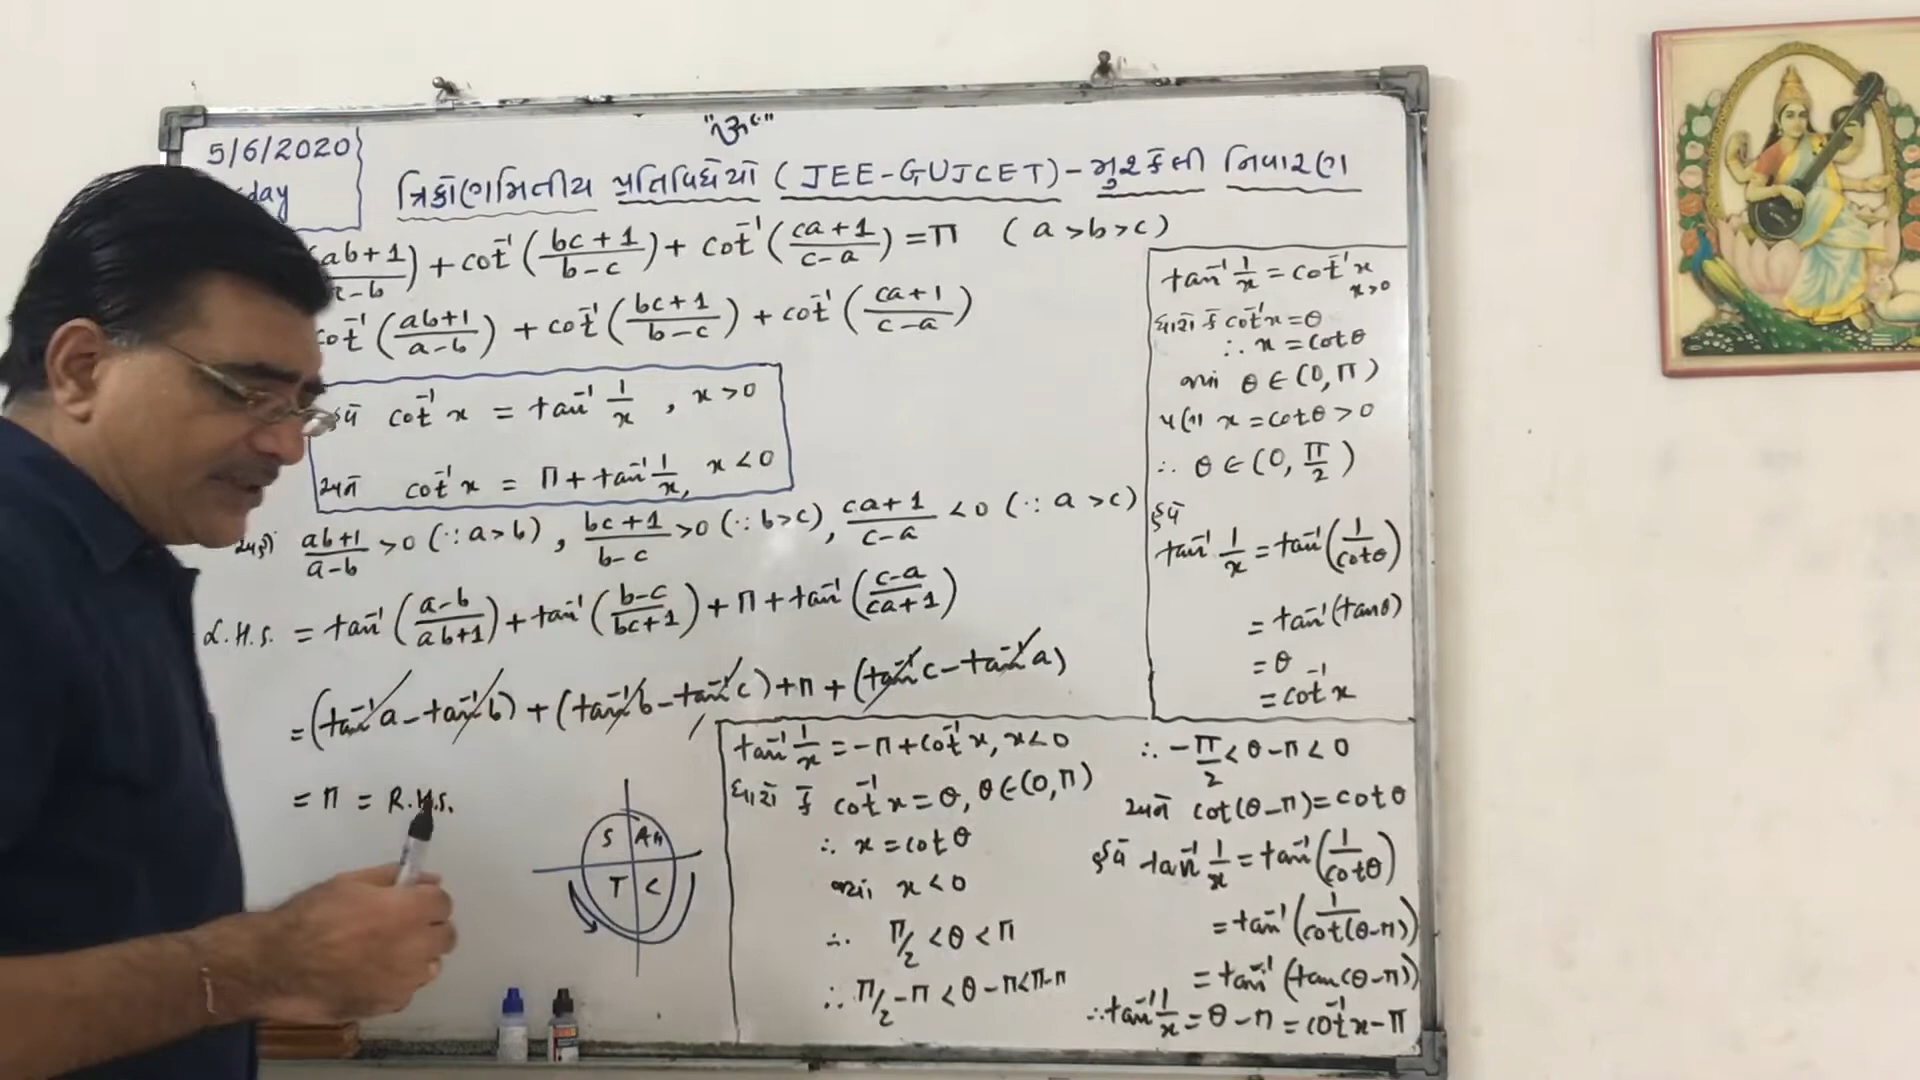 "ૐ"
5/6/2020
day
ત્રિકોણમિતીય પ્રતિવિધેયો (JEE-GUJCET)-મુશ્કેલી નિવારણ
(ab+1/a-b) + cot⁻¹(bc+1/b-c) + cot⁻¹(ca+1/c-a) = π (a>b>c)
cot⁻¹(ab+1/a-b) + cot⁻¹(bc+1/b-c) + cot⁻¹(ca+1/c-a)
હવે cot⁻¹x = tan⁻¹ 1/x, x>0
અને cot⁻¹x = π + tan⁻¹ 1/x, x<0
અહીં ab+1/a-b >0 (∵ a>b), bc+1/b-c >0 (∵ b>c), ca+1/c-a <0 (∵ a>c)
L.H.S. = tan⁻¹(a-b/ab+1) + tan⁻¹(b-c/bc+1) + π + tan⁻¹(c-a/ca+1)
= (tan⁻¹a - tan⁻¹b) + (tan⁻¹b - tan⁻¹c) + π + (tan⁻¹c - tan⁻¹a)
= π = R.H.S.
S A
T C
tan⁻¹ 1/x = cot⁻¹x
x>0
ધારો કે cot⁻¹x = θ
∴ x = cotθ
જ્યાં θ ∈ (0, π)
પણ x = cotθ > 0
∴ θ ∈ (0, π/2)
હવે
tan⁻¹ 1/x = tan⁻¹(1/cotθ)
= tan⁻¹(tanθ)
= θ
= cot⁻¹x
tan⁻¹ 1/x = -π + cot⁻¹x, x<0
ધારો કે cot⁻¹x = θ, θ ∈ (0, π)
∴ x = cotθ
જ્યાં x<0
∴ π/2 < θ < π
∴ π/2 - π < θ - π < π - π
∴ -π/2 < θ - π < 0
અને cot(θ-π) = cotθ
હવે tan⁻¹ 1/x = tan⁻¹(1/cotθ)
= tan⁻¹(1/cot(θ-π))
= tan⁻¹(tan(θ-π))
∴ tan⁻¹ 1/x = θ - π = cot⁻¹x - π